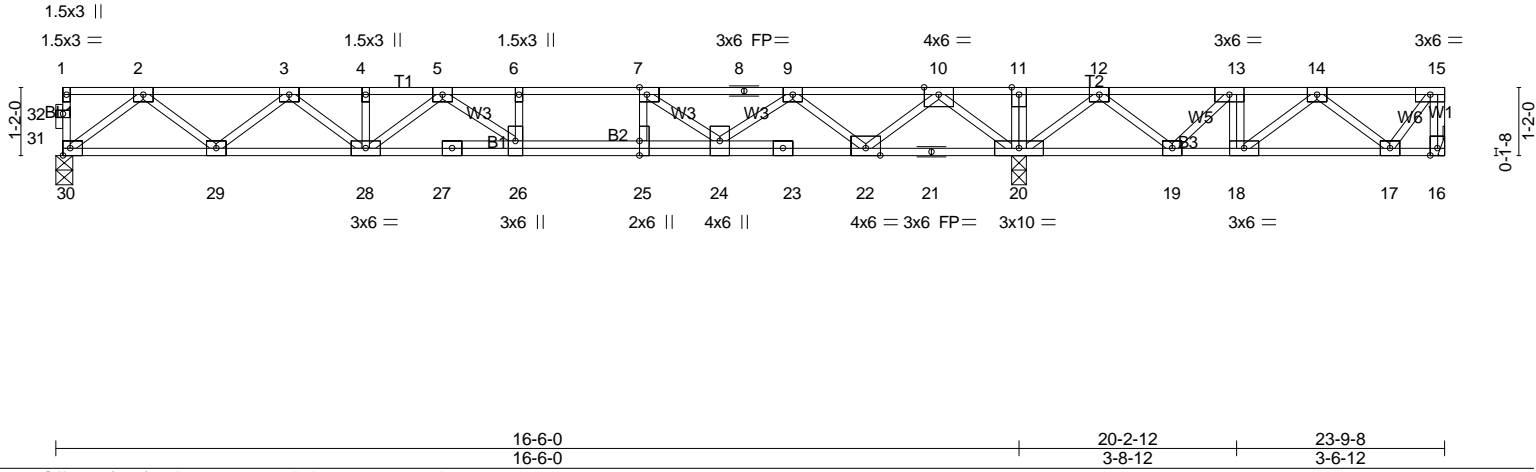 1.5x3 ||
1.5x3 = 1.5x3 || 1.5x3 || 3x6 FP= 4x6 = 3x6 = 3x6 =
1 2 3 4 5 6 7 8 9 10 11 12 13 14 15
T1 T2
1-2-0 32 BL W3 W3 W3 W5 W6 W1 1-2-0
31 B1 B2 B3 0-1-8
30 29 28 27 26 25 24 23 22 21 20 19 18 17 16
3x6 = 3x6 || 2x6 || 4x6 || 4x6 = 3x6 FP= 3x10 = 3x6 =
16-6-0 20-2-12 23-9-8
16-6-0 3-8-12 3-6-12